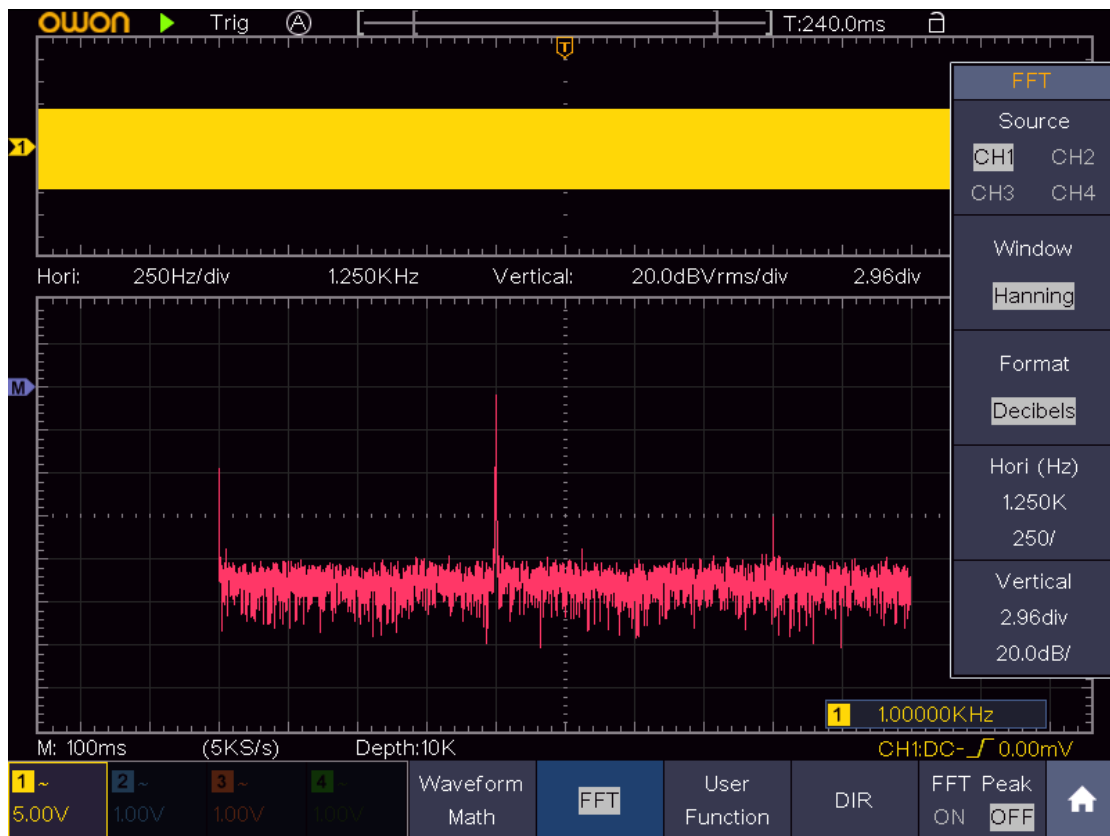 owon Trig A T:240.0ms
T
FFT
Source
1
CH1 CH2
CH3 CH4
Window
Hori: 250Hz/div 1.250KHz Vertical: 20.0dBVrms/div 2.96div
Hanning
Format
M
Decibels
Hori (Hz)
1.250K
250/
Vertical
2.96div
20.0dB/
1 1.00000KHz
M: 100ms (5KS/s) Depth:10K CH1:DC- 0.00mV
1 ~ 2 ~ 3 ~ 4 ~ Waveform FFT User DIR FFT Peak
5.00V 1.00V 1.00V 1.00V Math Function ON OFF